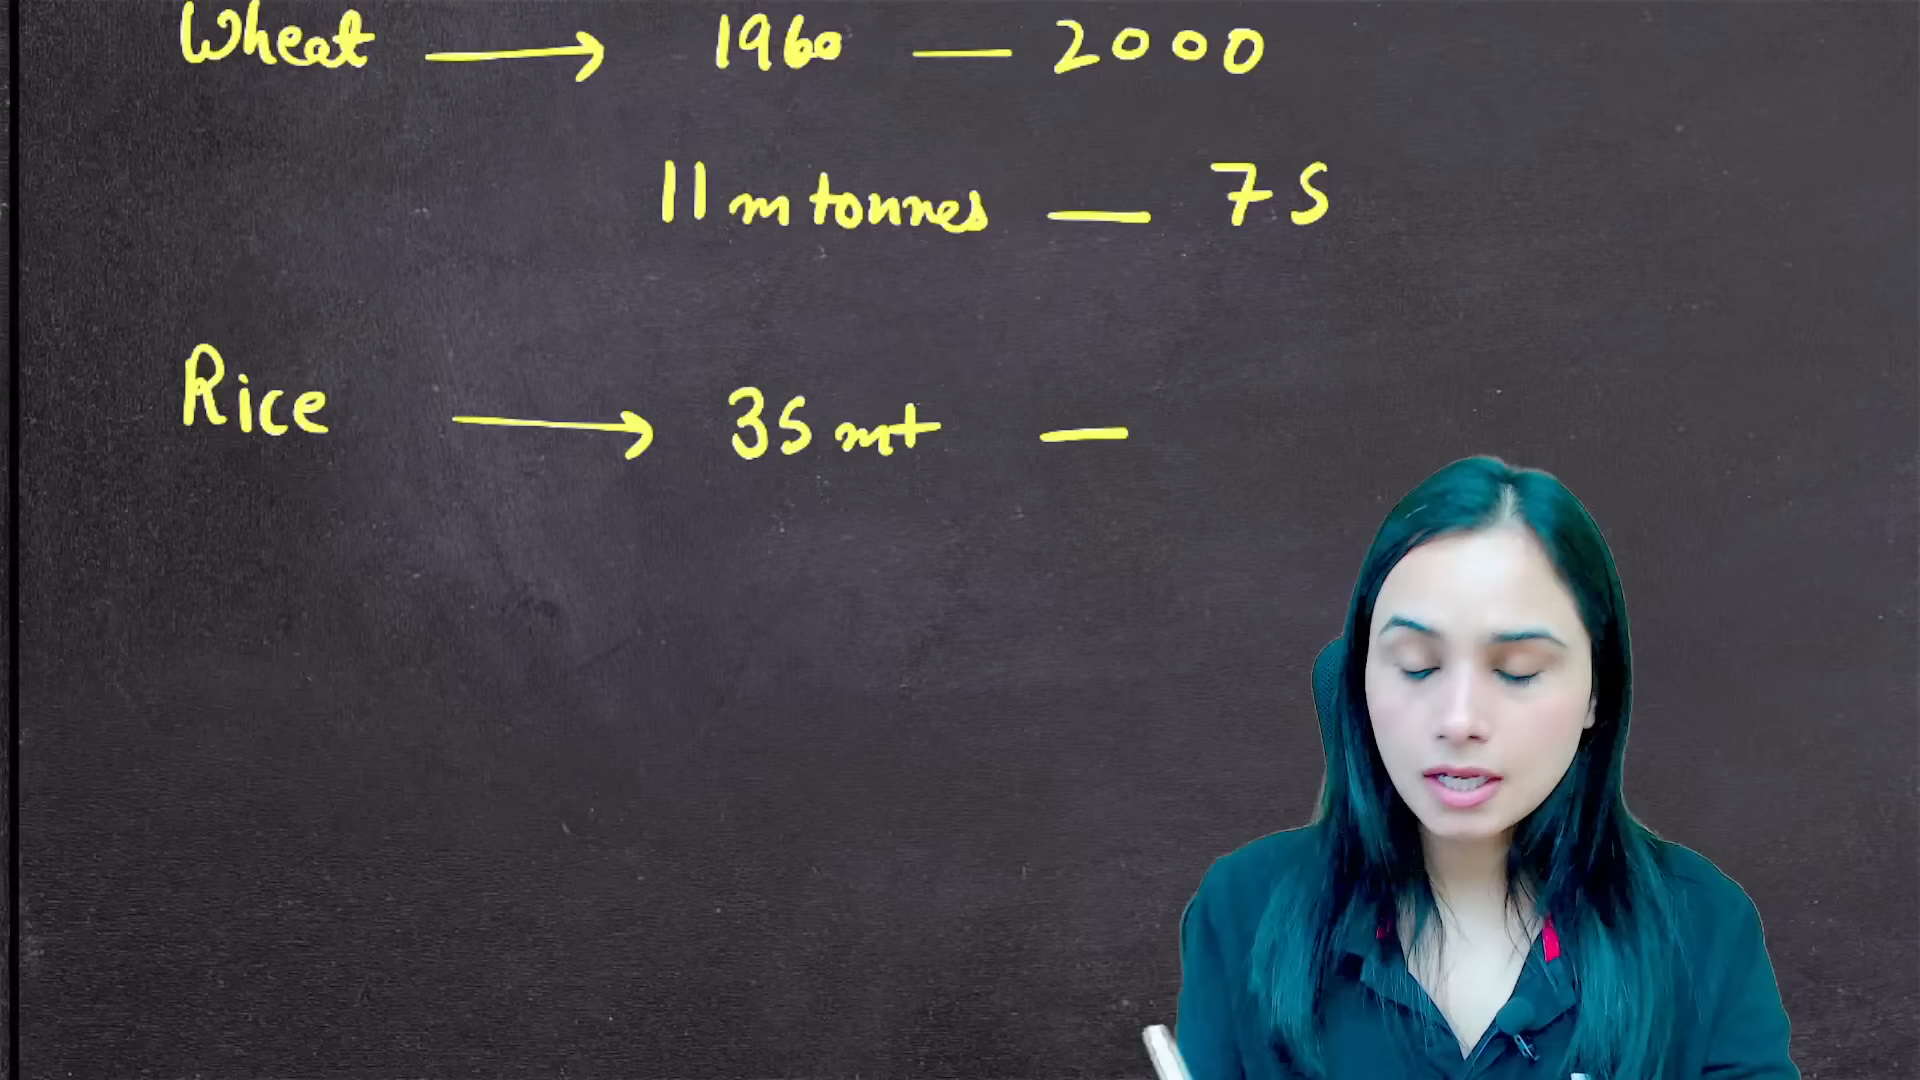 Wheat → 1960 — 2000
11 m tonnes — 75
Rice → 35 mt —